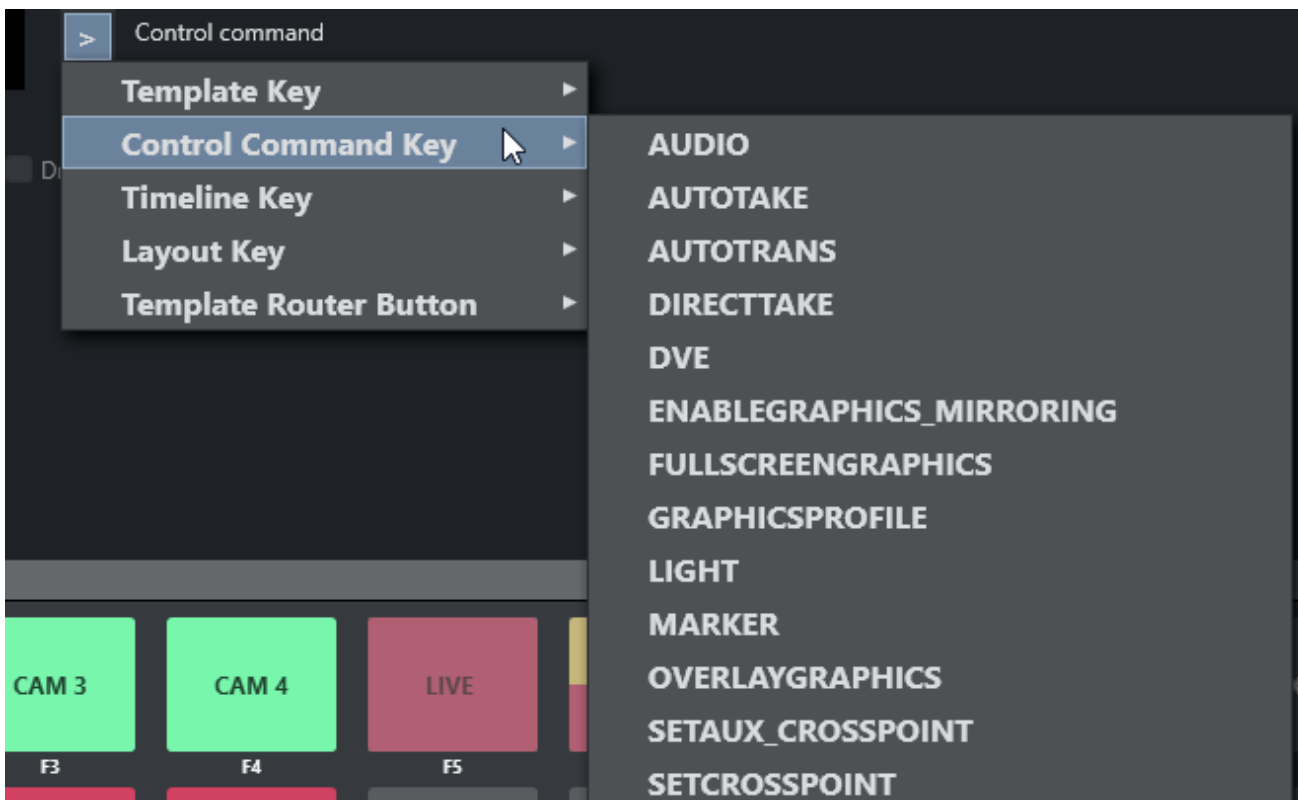 > Control command
Template Key
Control Command Key
Timeline Key
Layout Key
Template Router Button
AUDIO
AUTOTAKE
AUTOTRANS
DIRECTTAKE
DVE
ENABLEGRAPHICS_MIRRORING
FULLSCREENGRAPHICS
GRAPHICSPROFILE
LIGHT
MARKER
OVERLAYGRAPHICS
SETAUX_CROSSPOINT
SETCROSSPOINT
CAM 3
CAM 4
LIVE
F3
F4
F5